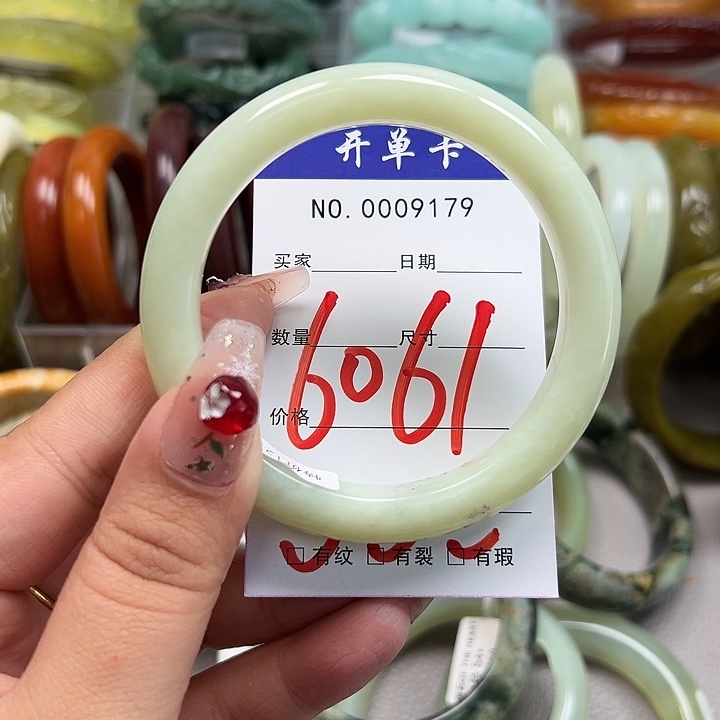 开单卡
NO. 0009179
买家 日期
数量 尺寸
6061
价格
有纹 有裂 有瑕